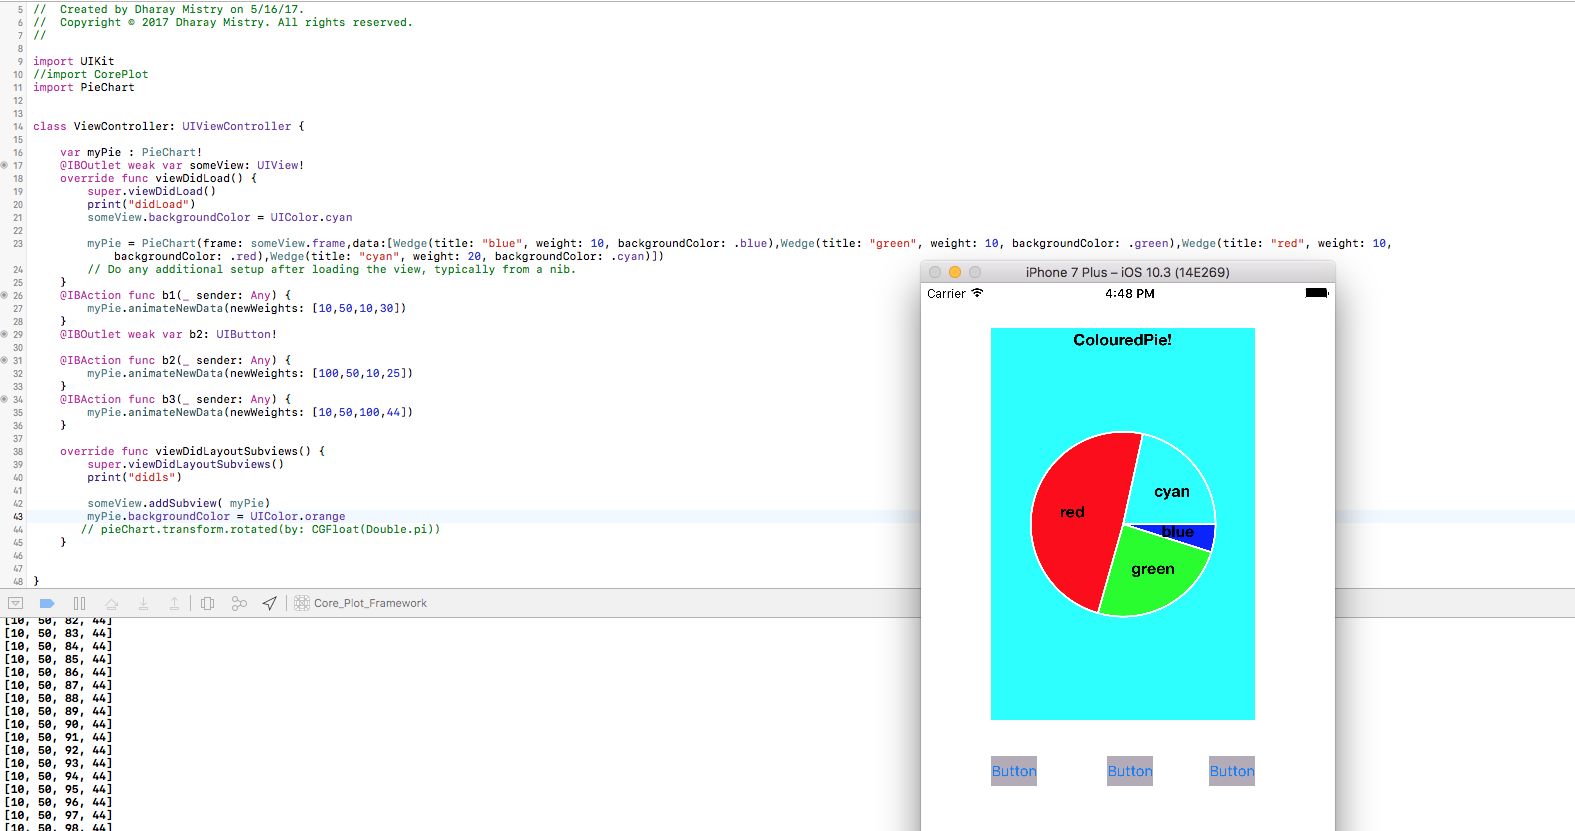 5 //  Created by Dharay Mistry on 5/16/17.
6 //  Copyright © 2017 Dharay Mistry. All rights reserved.
7 //
8
9 import UIKit
10 //import CorePlot
11 import PieChart
12
13
14 class ViewController: UIViewController {
15
16     var myPie : PieChart!
17     @IBOutlet weak var someView: UIView!
18     override func viewDidLoad() {
19         super.viewDidLoad()
20         print("didLoad")
21         someView.backgroundColor = UIColor.cyan
22
23         myPie = PieChart(frame: someView.frame,data:[Wedge(title: "blue", weight: 10, backgroundColor: .blue),Wedge(title: "green", weight: 10, backgroundColor: .green),Wedge(title: "red", weight: 10,
            backgroundColor: .red),Wedge(title: "cyan", weight: 20, backgroundColor: .cyan)])
24         // Do any additional setup after loading the view, typically from a nib.
25     }
26     @IBAction func b1(_ sender: Any) {
27         myPie.animateNewData(newWeights: [10,50,10,30])
28     }
29     @IBOutlet weak var b2: UIButton!
30
31     @IBAction func b2(_ sender: Any) {
32         myPie.animateNewData(newWeights: [100,50,10,25])
33     }
34     @IBAction func b3(_ sender: Any) {
35         myPie.animateNewData(newWeights: [10,50,100,44])
36     }
37
38     override func viewDidLayoutSubviews() {
39         super.viewDidLayoutSubviews()
40         print("didls")
41
42         someView.addSubview( myPie)
43         myPie.backgroundColor = UIColor.orange
44        // pieChart.transform.rotated(by: CGFloat(Double.pi))
45     }
46
47
48 }
Core_Plot_Framework
[10, 50, 82, 44]
[10, 50, 83, 44]
[10, 50, 84, 44]
[10, 50, 85, 44]
[10, 50, 86, 44]
[10, 50, 87, 44]
[10, 50, 88, 44]
[10, 50, 89, 44]
[10, 50, 90, 44]
[10, 50, 91, 44]
[10, 50, 92, 44]
[10, 50, 93, 44]
[10, 50, 94, 44]
[10, 50, 95, 44]
[10, 50, 96, 44]
[10, 50, 97, 44]
[10, 50, 98, 44]
iPhone 7 Plus – iOS 10.3 (14E269)
Carrier 4:48 PM
ColouredPie!
cyan
red
blue
green
Button Button Button